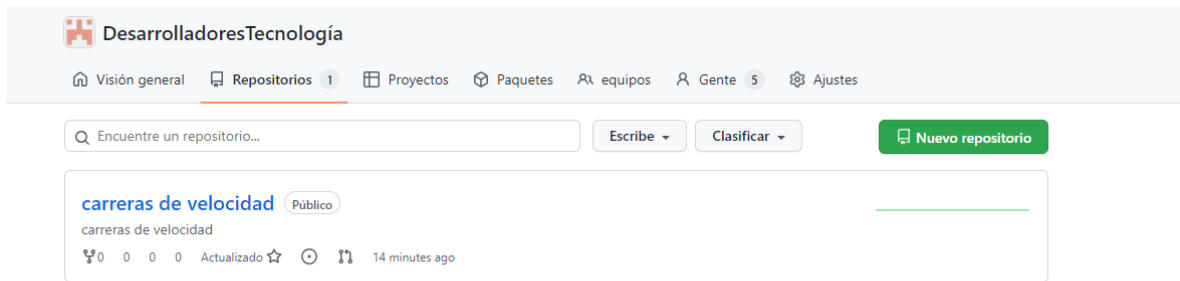 DesarrolladoresTecnología
Visión general Repositorios 1 Proyectos Paquetes equipos Gente 5 Ajustes
Encuentre un repositorio... Escribe Clasificar Nuevo repositorio
carreras de velocidad Público
carreras de velocidad
0 0 0 0 Actualizado 14 minutes ago